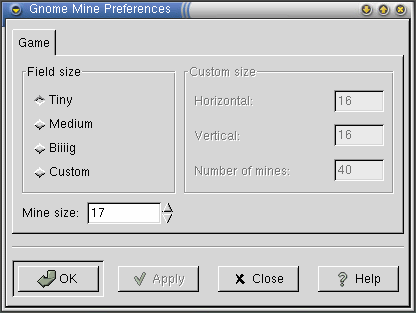 Gnome Mine Preferences
Game
Field size
Tiny
Medium
Biiiig
Custom
Custom size
Horizontal: 16
Vertical: 16
Number of mines: 40
Mine size: 17
OK Apply Close Help